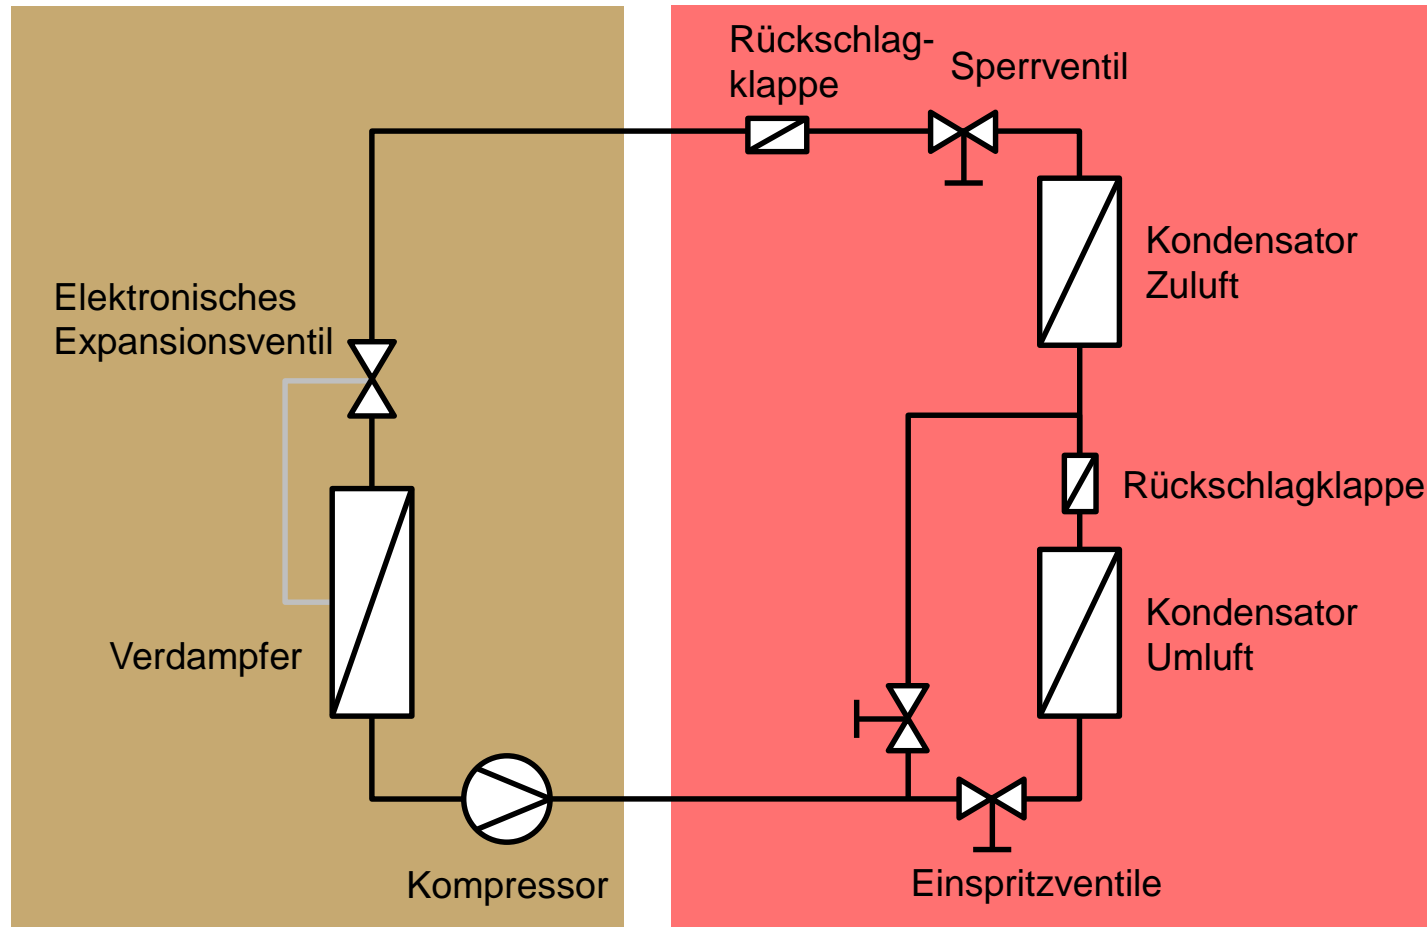 Rückschlag-
klappe
Sperrventil
Kondensator
Zuluft
Elektronisches
Expansionsventil
Rückschlagklappe
Kondensator
Umluft
Verdampfer
Kompressor
Einspritzventile